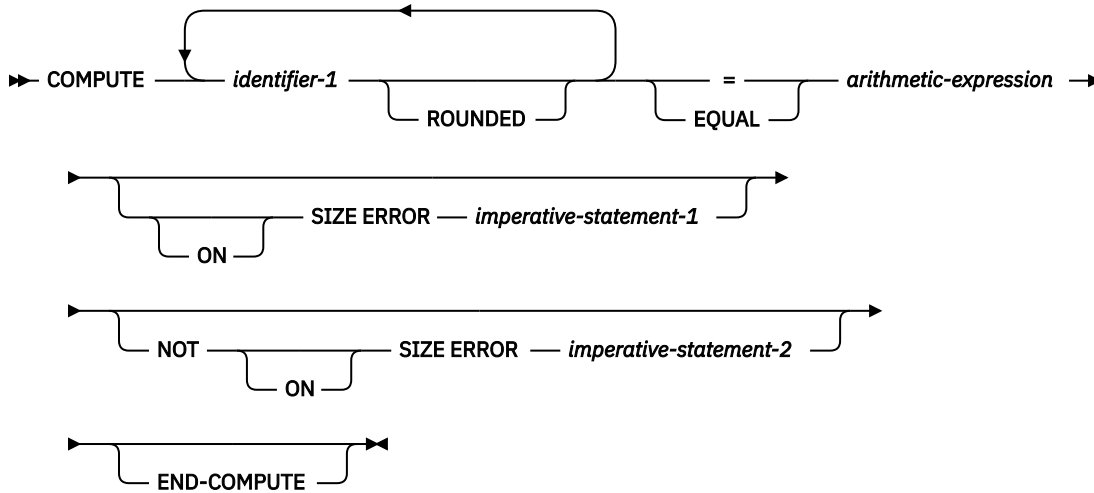 COMPUTE identifier-1 = arithmetic-expression
ROUNDED EQUAL
SIZE ERROR imperative-statement-1
ON
NOT SIZE ERROR imperative-statement-2
ON
END-COMPUTE